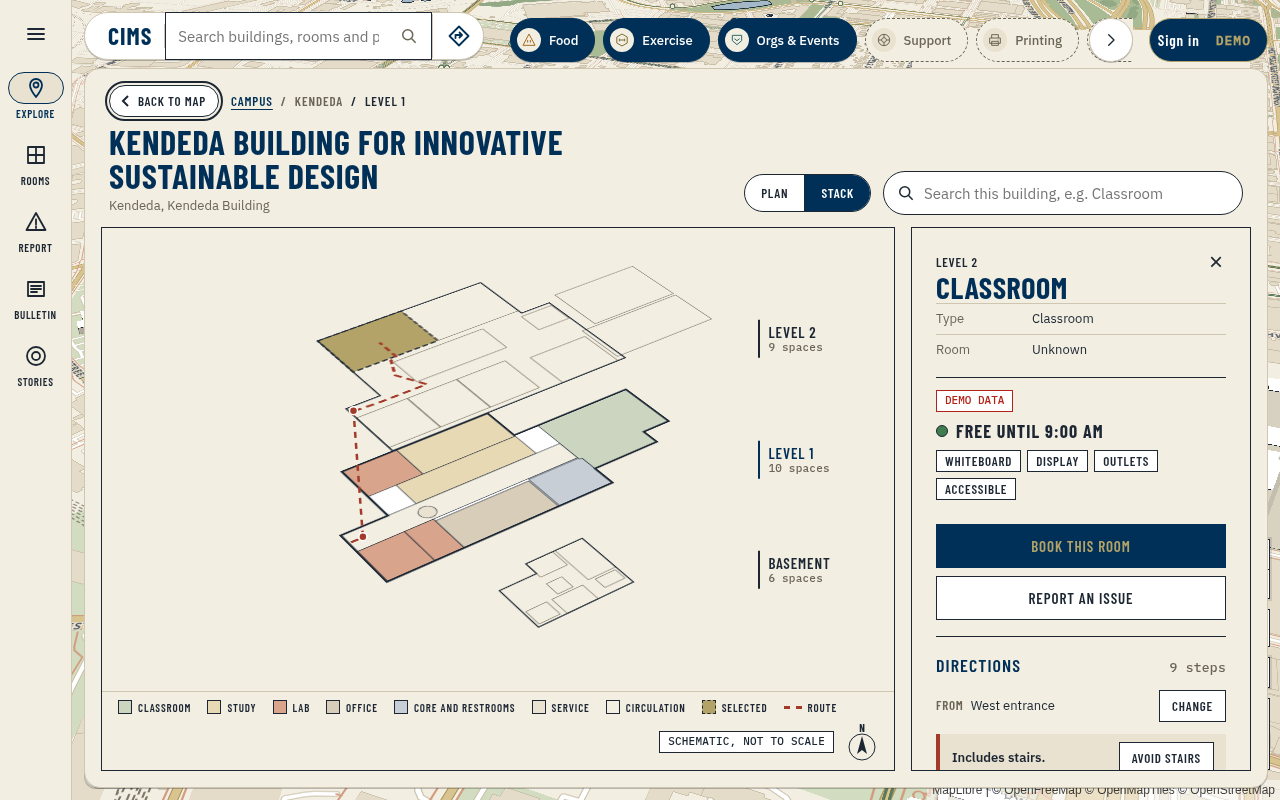 CIMS
Search buildings, rooms and p
Food
Exercise
Orgs & Events
Support
Printing
Sign in
DEMO
EXPLORE
ROOMS
REPORT
BULLETIN
STORIES
BACK TO MAP
CAMPUS / KENDEDA / LEVEL 1
KENDEDA BUILDING FOR INNOVATIVE
SUSTAINABLE DESIGN
Kendeda, Kendeda Building
PLAN
STACK
Search this building, e.g. Classroom
LEVEL 2
9 spaces
LEVEL 1
10 spaces
BASEMENT
6 spaces
CLASSROOM
STUDY
LAB
OFFICE
CORE AND RESTROOMS
SERVICE
CIRCULATION
SELECTED
ROUTE
SCHEMATIC, NOT TO SCALE
N
LEVEL 2
CLASSROOM
Type Classroom
Room Unknown
DEMO DATA
FREE UNTIL 9:00 AM
WHITEBOARD
DISPLAY
OUTLETS
ACCESSIBLE
BOOK THIS ROOM
REPORT AN ISSUE
DIRECTIONS
9 steps
FROM West entrance
CHANGE
Includes stairs.
AVOID STAIRS
MapLibre | © OpenFreeMap © OpenMapTiles © OpenStreetMap